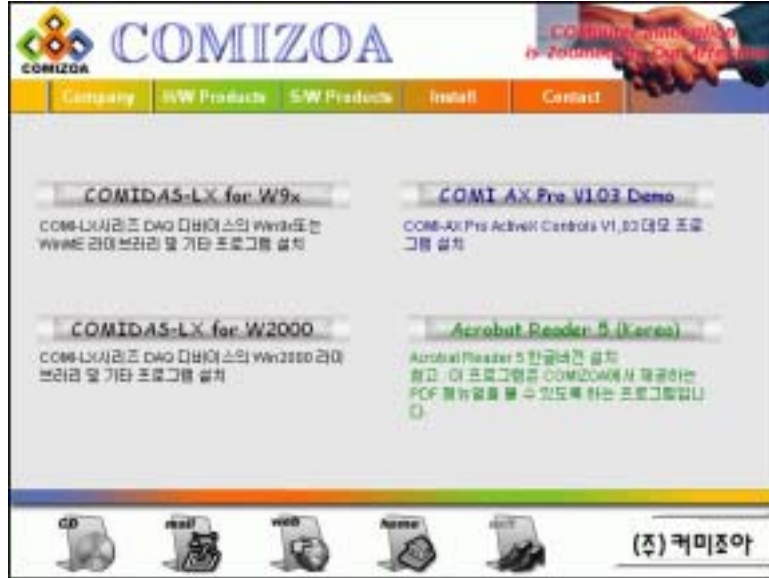 COMIZOA
COMIZOA
is
Our
Company H/W Products S/W Products Install Contact
COMIDAS-LX for W9x
COMI-LX시리즈 DAQ 디바이스의 Win9x또는
WinME 라이브러리 및 기타 프로그램 설치
COMI AX Pro V1.03 Demo
COMI-AX Pro ActiveX Controls V1,03 데모 프로
그램 설치
COMIDAS-LX for W2000
COMI-LX시리즈 DAQ 디바이스의 Win2000 라이
브러리 및 기타 프로그램 설치
Acrobat Reader 5 (Korea)
Acrobat Reader 5 한글버전 설치
참고 : 이 프로그램은 COMIZOA에서 제공하는
PDF 매뉴얼을 볼 수 있도록 하는 프로그램입니
다.
CD mail web home exit
(주) 커미조아